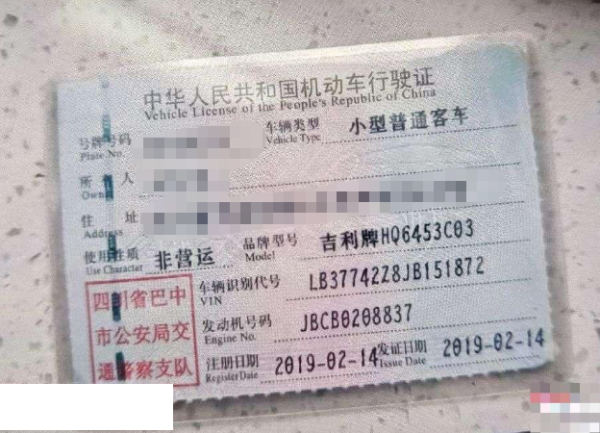 中华人民共和国机动车行驶证
Vehicle License of the People's Republic of China
号牌号码 车辆类型 小型普通客车
Plate No. Vehicle Type
所有人
Owner
住址
Address
使用性质 非营运 品牌型号 吉利牌HQ6453C03
Use Character Model
四川省巴中市公安局交通警察支队
车辆识别代号 LB37742Z8JB151872
VIN
发动机号码 JBCB0208837
Engine No.
注册日期 2019-02-14 发证日期 2019-02-14
Register Date Issue Date